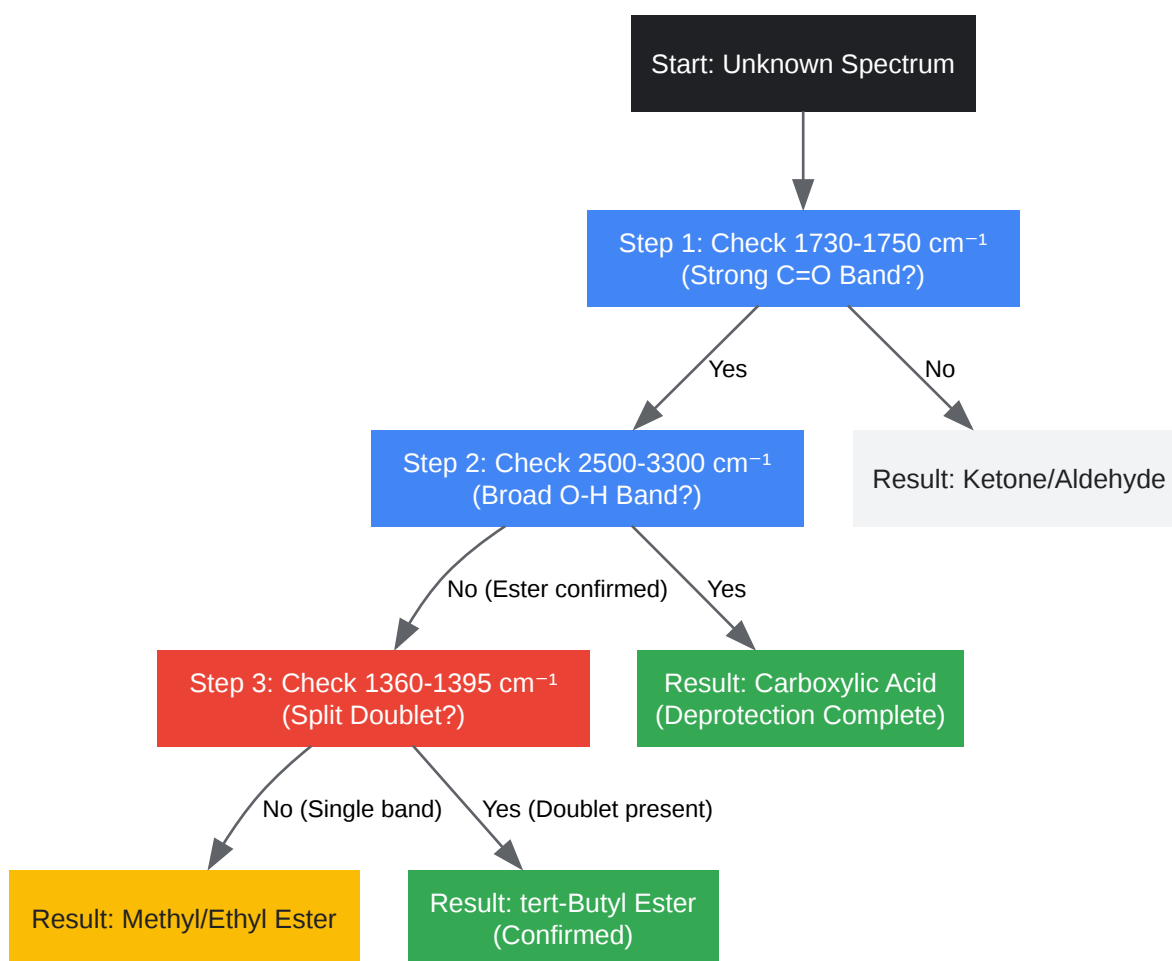 Start: Unknown Spectrum
Step 1: Check 1730-1750 cm⁻¹
(Strong C=O Band?)
Yes
No
Step 2: Check 2500-3300 cm⁻¹
(Broad O-H Band?)
Result: Ketone/Aldehyde
No (Ester confirmed)
Yes
Step 3: Check 1360-1395 cm⁻¹
(Split Doublet?)
Result: Carboxylic Acid
(Deprotection Complete)
No (Single band)
Yes (Doublet present)
Result: Methyl/Ethyl Ester
Result: tert-Butyl Ester
(Confirmed)